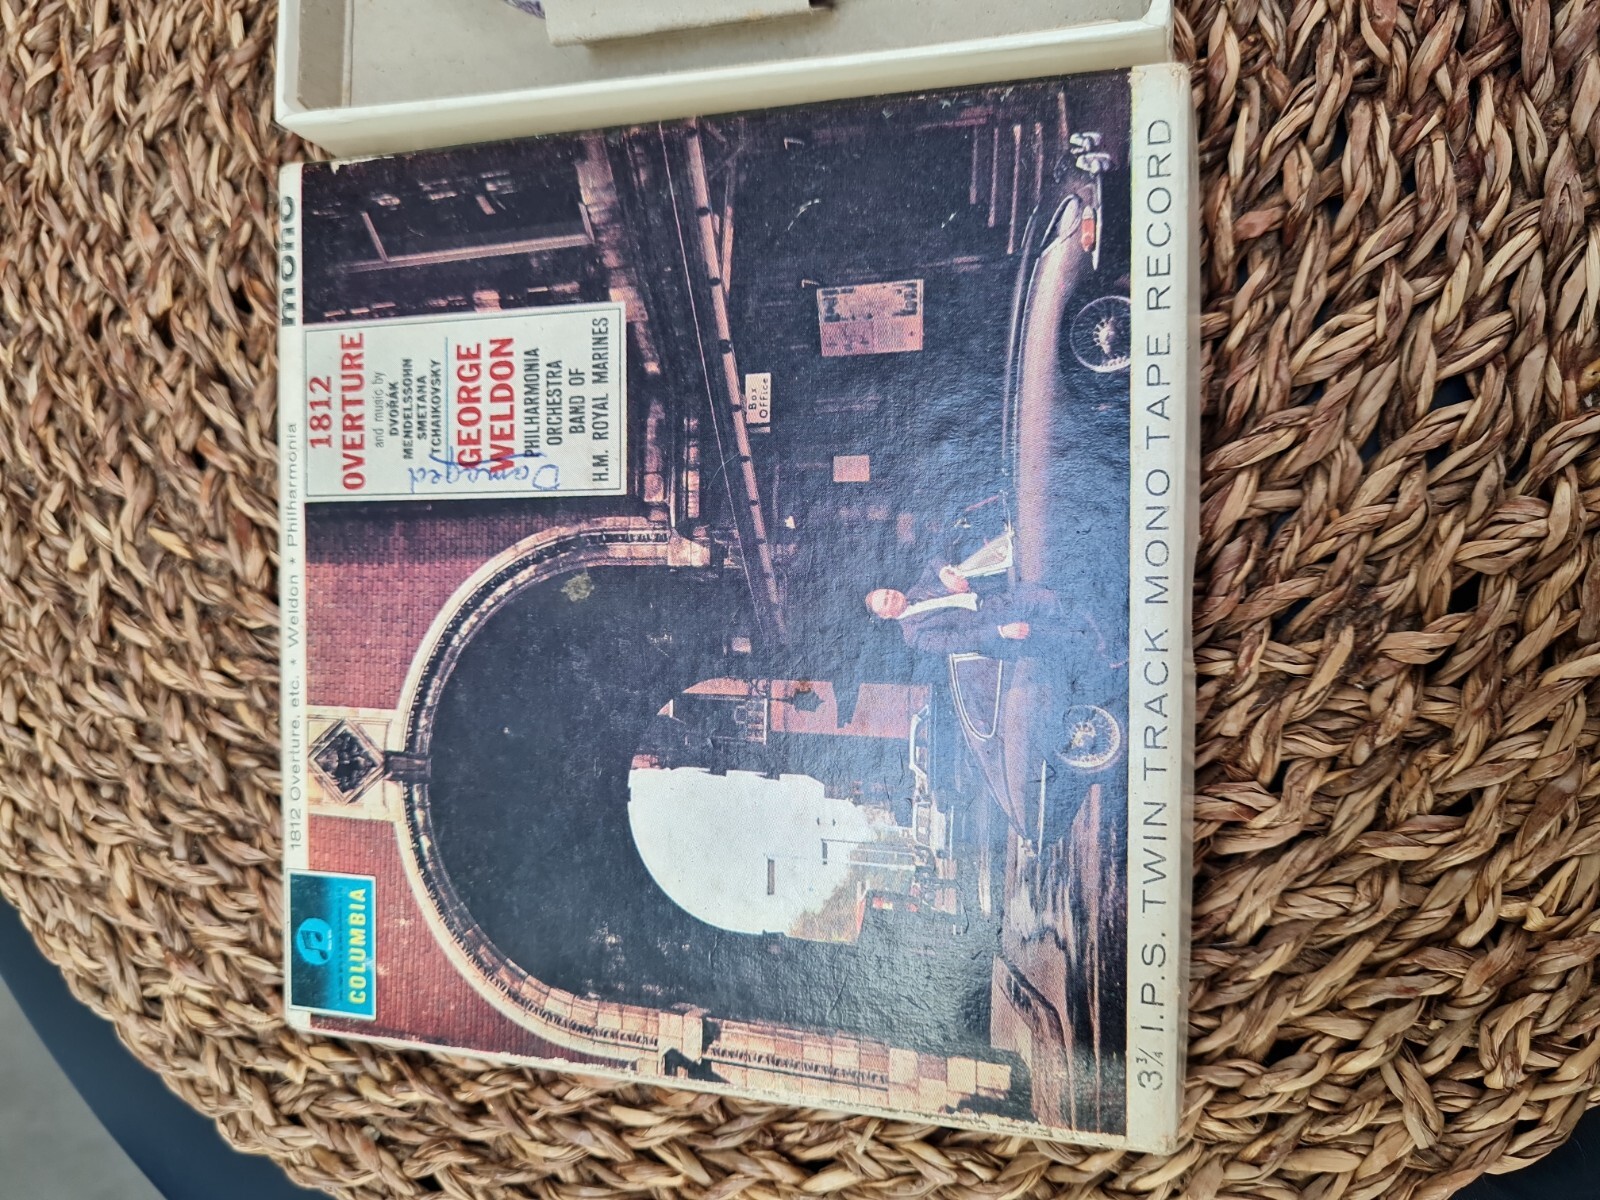 1812 Overture, etc. • Weldon • Philharmonia
mono
COLUMBIA
1812
OVERTURE
and music by
DVOŘÁK
MENDELSSOHN
SMETANA
TCHAIKOVSKY
GEORGE
WELDON
PHILHARMONIA
ORCHESTRA
BAND OF
H.M. ROYAL MARINES
Damaged
Box
Office
3¾ I.P.S. TWIN TRACK MONO TAPE RECORD